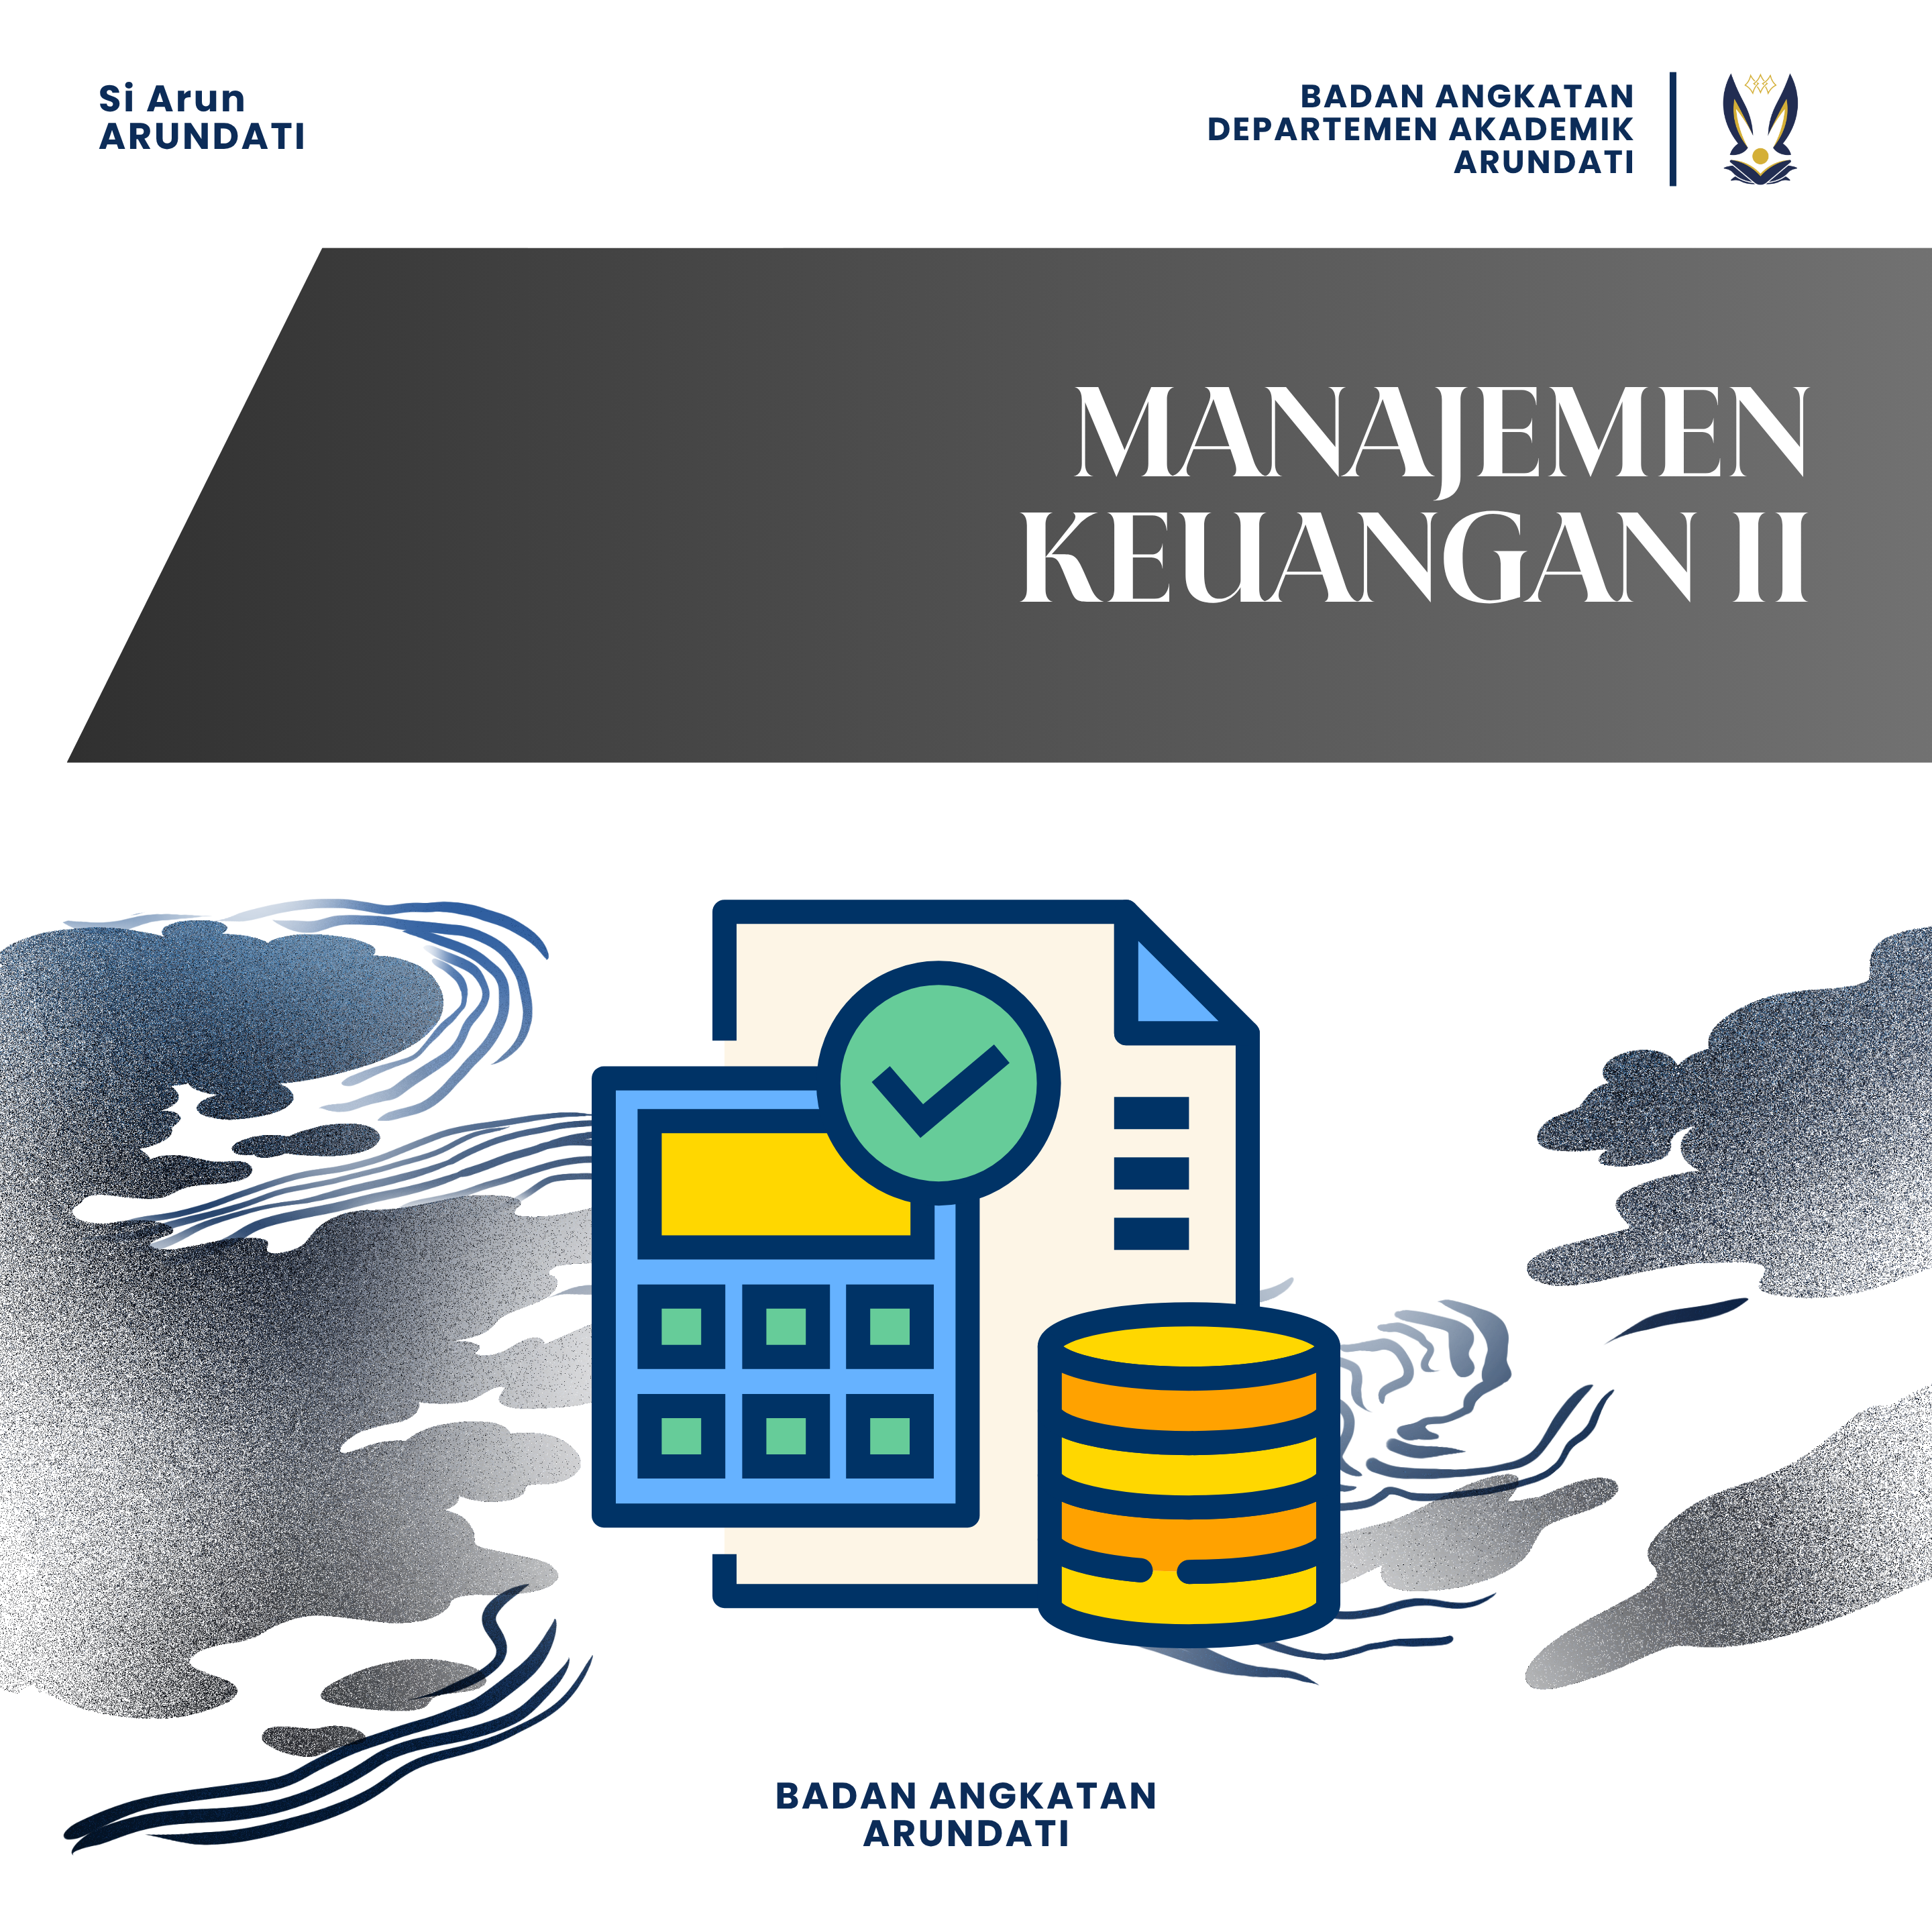 Si Arun
ARUNDATI
BADAN ANGKATAN
DEPARTEMEN AKADEMIK
ARUNDATI
MANAJEMEN
KEUANGAN II
BADAN ANGKATAN
ARUNDATI